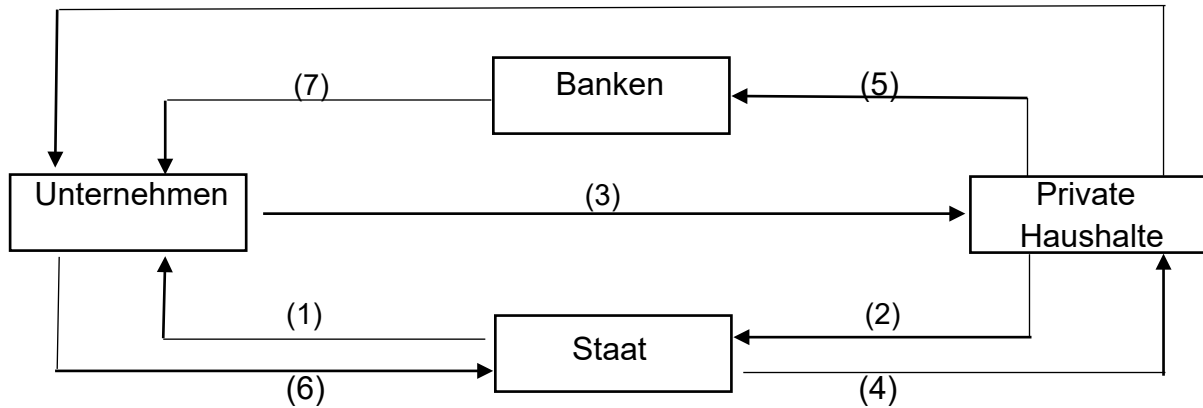 (7)
Banken
(5)
Unternehmen
(3)
Private
Haushalte
(1)
Staat
(2)
(6)
(4)